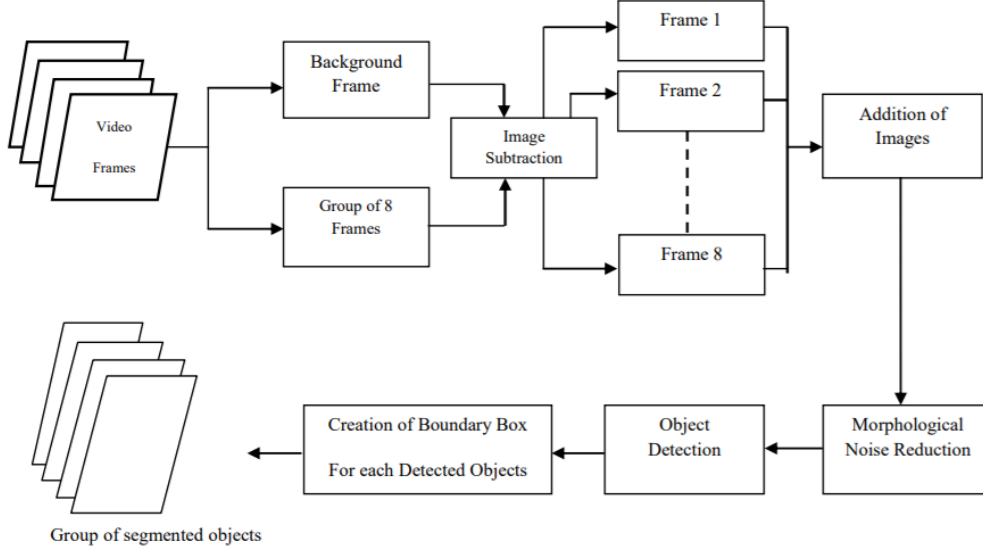 Video
Frames
Background
Frame
Group of 8
Frames
Image
Subtraction
Frame 1
Frame 2
Frame 8
Addition of
Images
Morphological
Noise Reduction
Object
Detection
Creation of Boundary Box
For each Detected Objects
Group of segmented objects